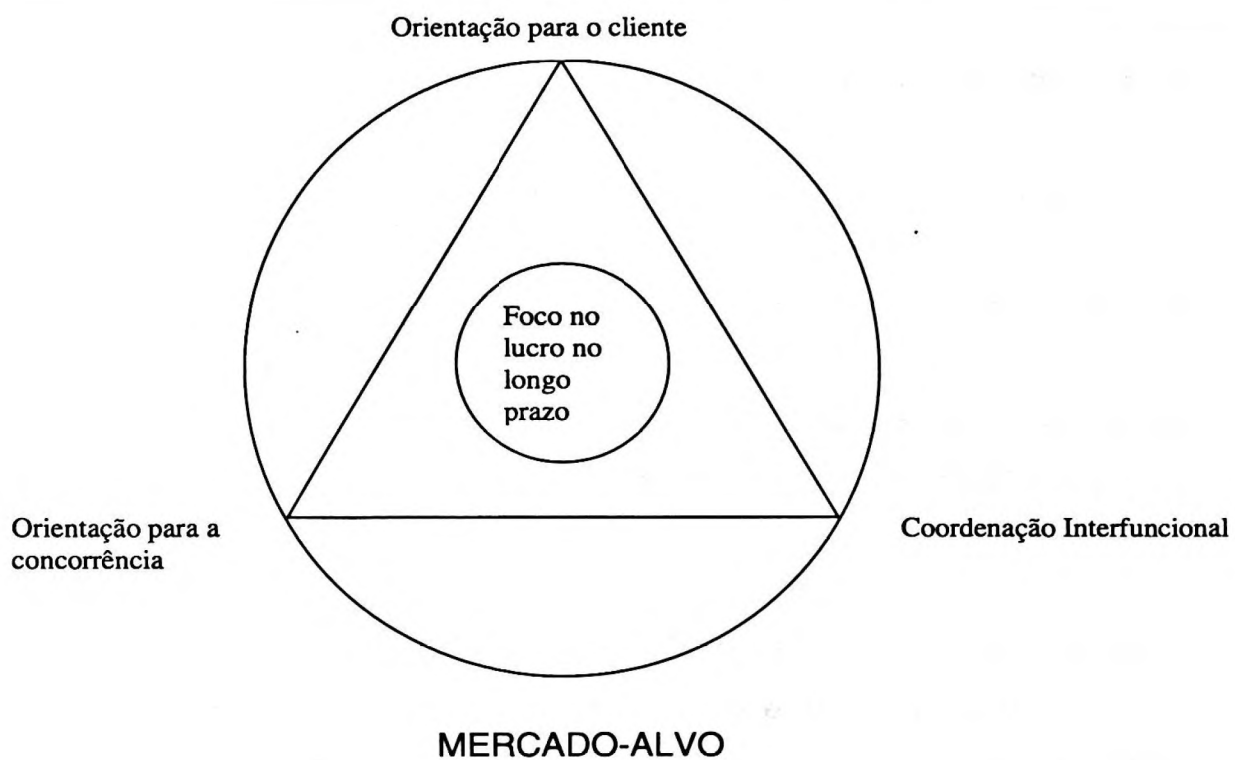 Orientação para o cliente
Foco no
lucro no
longo
prazo
Orientação para a
concorrência
Coordenação Interfuncional
MERCADO-ALVO